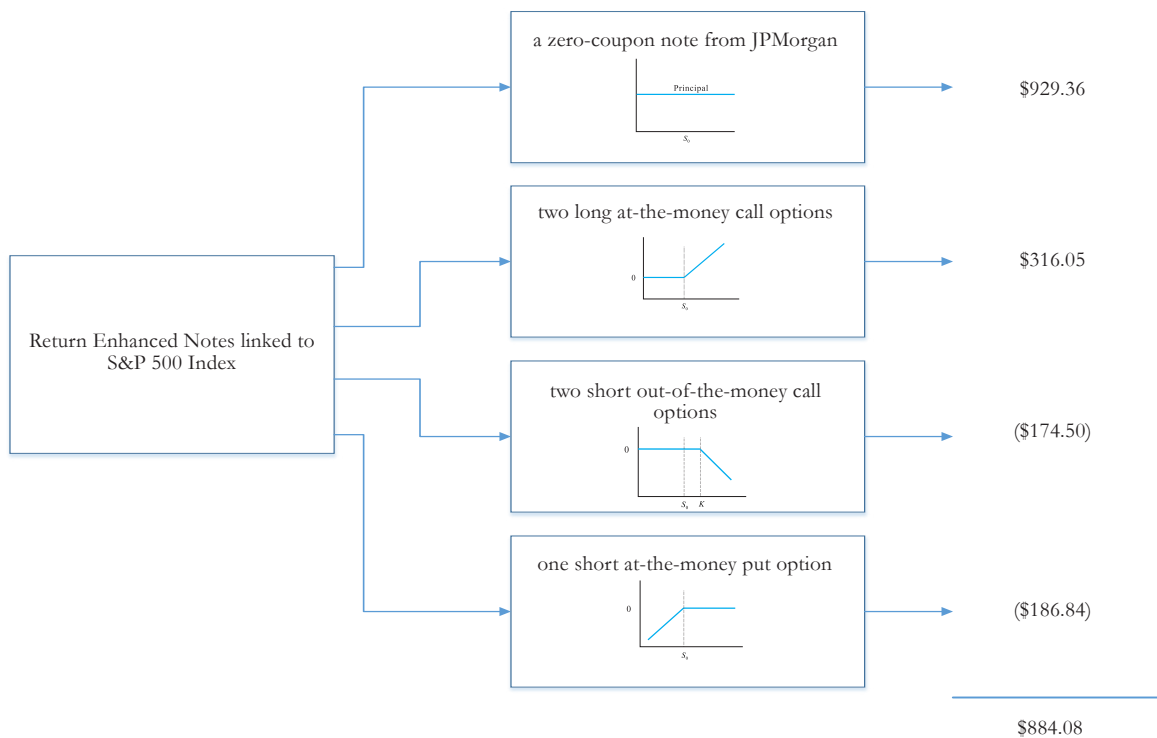 a zero-coupon note from JPMorgan
Principal
S₀
$929.36
two long at-the-money call options
0
S₀
$316.05
Return Enhanced Notes linked to
S&P 500 Index
two short out-of-the-money call
options
0
S₀ K
($174.50)
one short at-the-money put option
0
S₀
($186.84)
$884.08